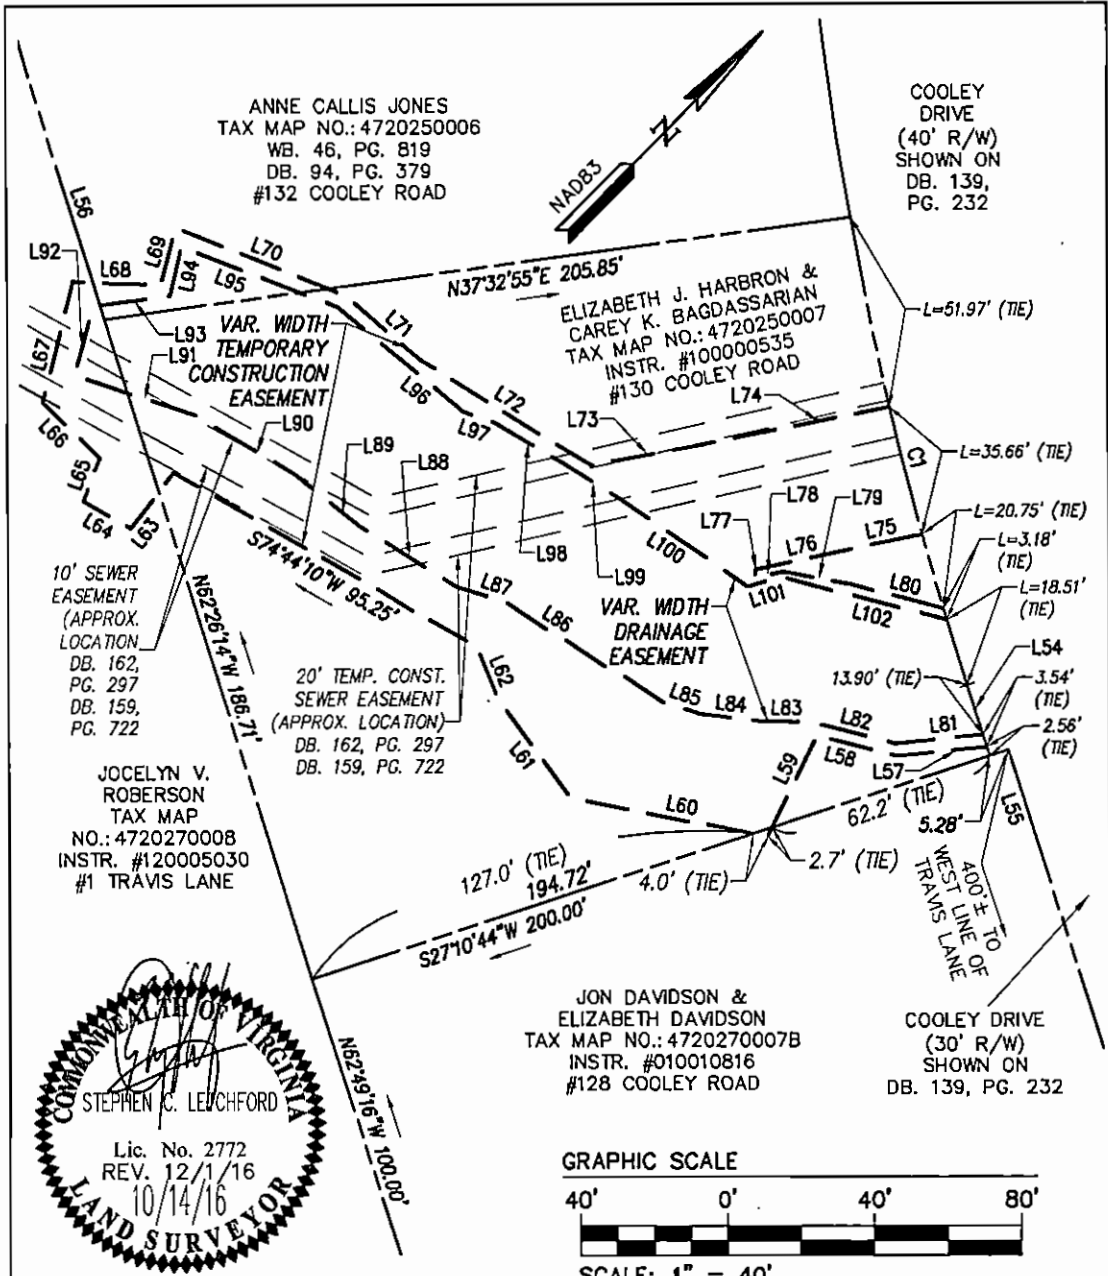 ANNE CALLIS JONES
TAX MAP NO.: 4720250006
WB. 46, PG. 819
DB. 94, PG. 379
#132 COOLEY ROAD
NAD83
N
COOLEY
DRIVE
(40' R/W)
SHOWN ON
DB. 139,
PG. 232
L56
L92
L68
L69
L94
L70
L95
N37°32'55"E 205.85'
L=51.97' (TIE)
ELIZABETH J. HARBRON &
CAREY K. BAGDASSARIAN
TAX MAP NO.: 4720250007
INSTR. #100000535
#130 COOLEY ROAD
L93
L67
L91
VAR. WIDTH
TEMPORARY
CONSTRUCTION
EASEMENT
L71
L96
L72
L97
L73
L74
L90
L89
L88
L66
L65
L64
L63
C1
L=35.66' (TIE)
L=20.75' (TIE)
L=3.18'
(TIE)
L=18.51'
(TIE)
L77
L78
L79
L76
L75
L98
L99
L100
L101
L80
L102
S74°44'10"W 95.25'
L87
L86
VAR. WIDTH
DRAINAGE
EASEMENT
10' SEWER
EASEMENT
(APPROX.
LOCATION
DB. 162,
PG. 297
DB. 159,
PG. 722
N62°26'14"W 186.71'
20' TEMP. CONST.
SEWER EASEMENT
(APPROX. LOCATION)
DB. 162, PG. 297
DB. 159, PG. 722
L62
L61
L85
L84
L83
L82
L81
L58
L57
L59
L60
L54
13.90' (TIE)
3.54'
(TIE)
2.56'
(TIE)
62.2' (TIE)
5.28'
L55
400'± TO
WEST LINE OF
TRAVIS LANE
JOCELYN V.
ROBERSON
TAX MAP
NO.: 4720270008
INSTR. #120005030
#1 TRAVIS LANE
127.0' (TIE)
194.72'
4.0' (TIE)
2.7' (TIE)
S27°10'44"W 200.00'
JON DAVIDSON &
ELIZABETH DAVIDSON
TAX MAP NO.: 4720270007B
INSTR. #010010816
#128 COOLEY ROAD
COOLEY DRIVE
(30' R/W)
SHOWN ON
DB. 139, PG. 232
N62°49'16"W 100.00'
COMMONWEALTH OF VIRGINIA
STEPHEN C. LETCHFORD
Lic. No. 2772
REV. 12/1/16
10/14/16
LAND SURVEYOR
GRAPHIC SCALE
40' 0' 40' 80'
SCALE: 1" = 40'